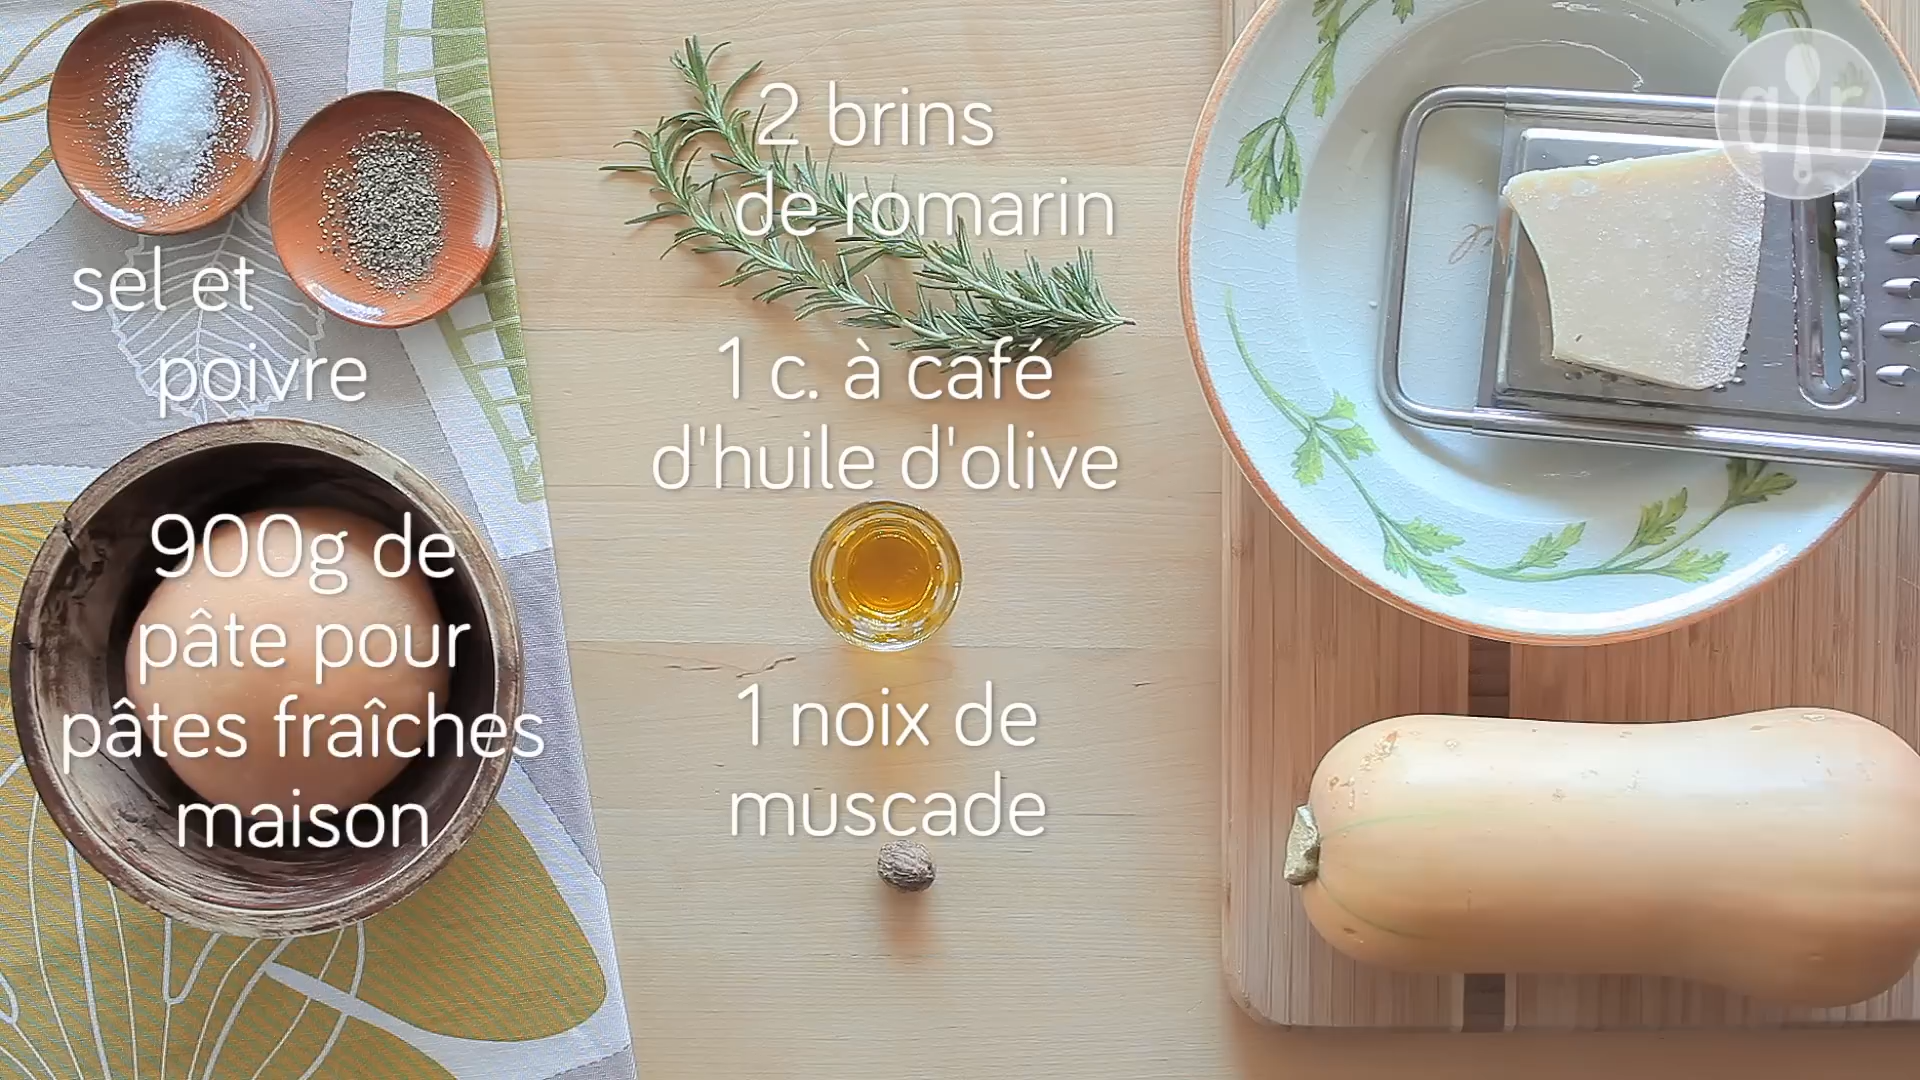 sel et
poivre
900g de
pâte pour
pâtes fraîches
maison
2 brins
de romarin
1 c. à café
d'huile d'olive
1 noix de
muscade
a r